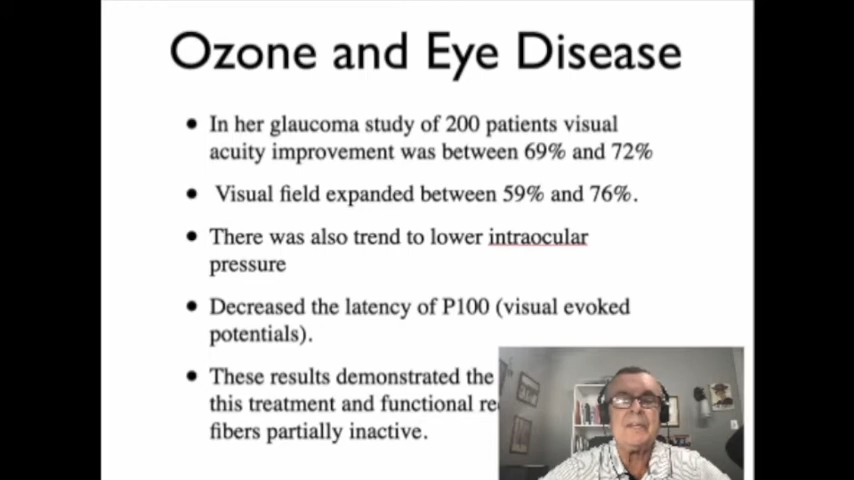 Ozone and Eye Disease
• In her glaucoma study of 200 patients visual
acuity improvement was between 69% and 72%
• Visual field expanded between 59% and 76%.
• There was also trend to lower intraocular
pressure
• Decreased the latency of P100 (visual evoked
potentials).
• These results demonstrated the
this treatment and functional
fibers partially inactive.